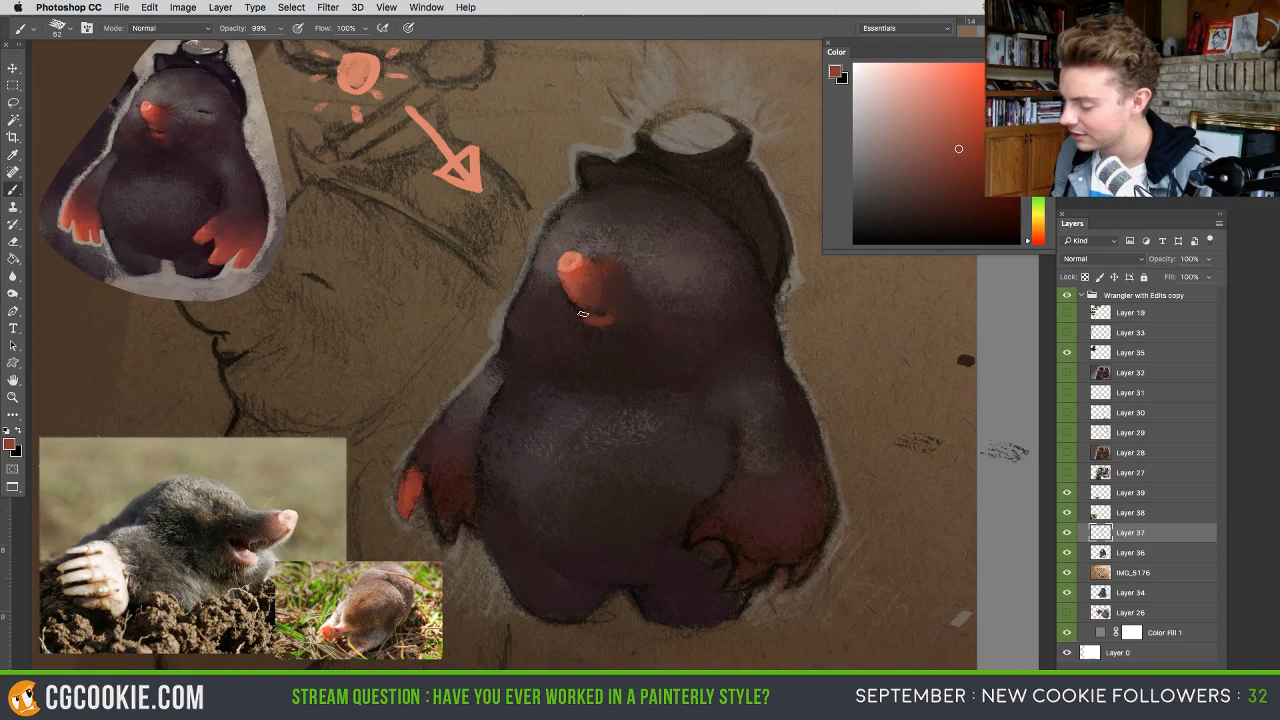 Photoshop CC File Edit Image Layer Type Select Filter 3D View Window Help
62 Mode: Normal Opacity: 99% Flow: 100% Essentials
14
Color
Layers
Kind
Normal Opacity: 100%
Lock: Fill: 100%
Wrangler with Edits copy
Layer 19
Layer 33
Layer 35
Layer 32
Layer 31
Layer 30
Layer 29
Layer 28
Layer 27
Layer 39
Layer 38
Layer 37
Layer 36
IMG_5176
Layer 34
Layer 26
Color Fill 1
Layer 0
8
9
CGCOOKIE.COM
STREAM QUESTION : HAVE YOU EVER WORKED IN A PAINTERLY STYLE?
SEPTEMBER : NEW COOKIE FOLLOWERS : 32